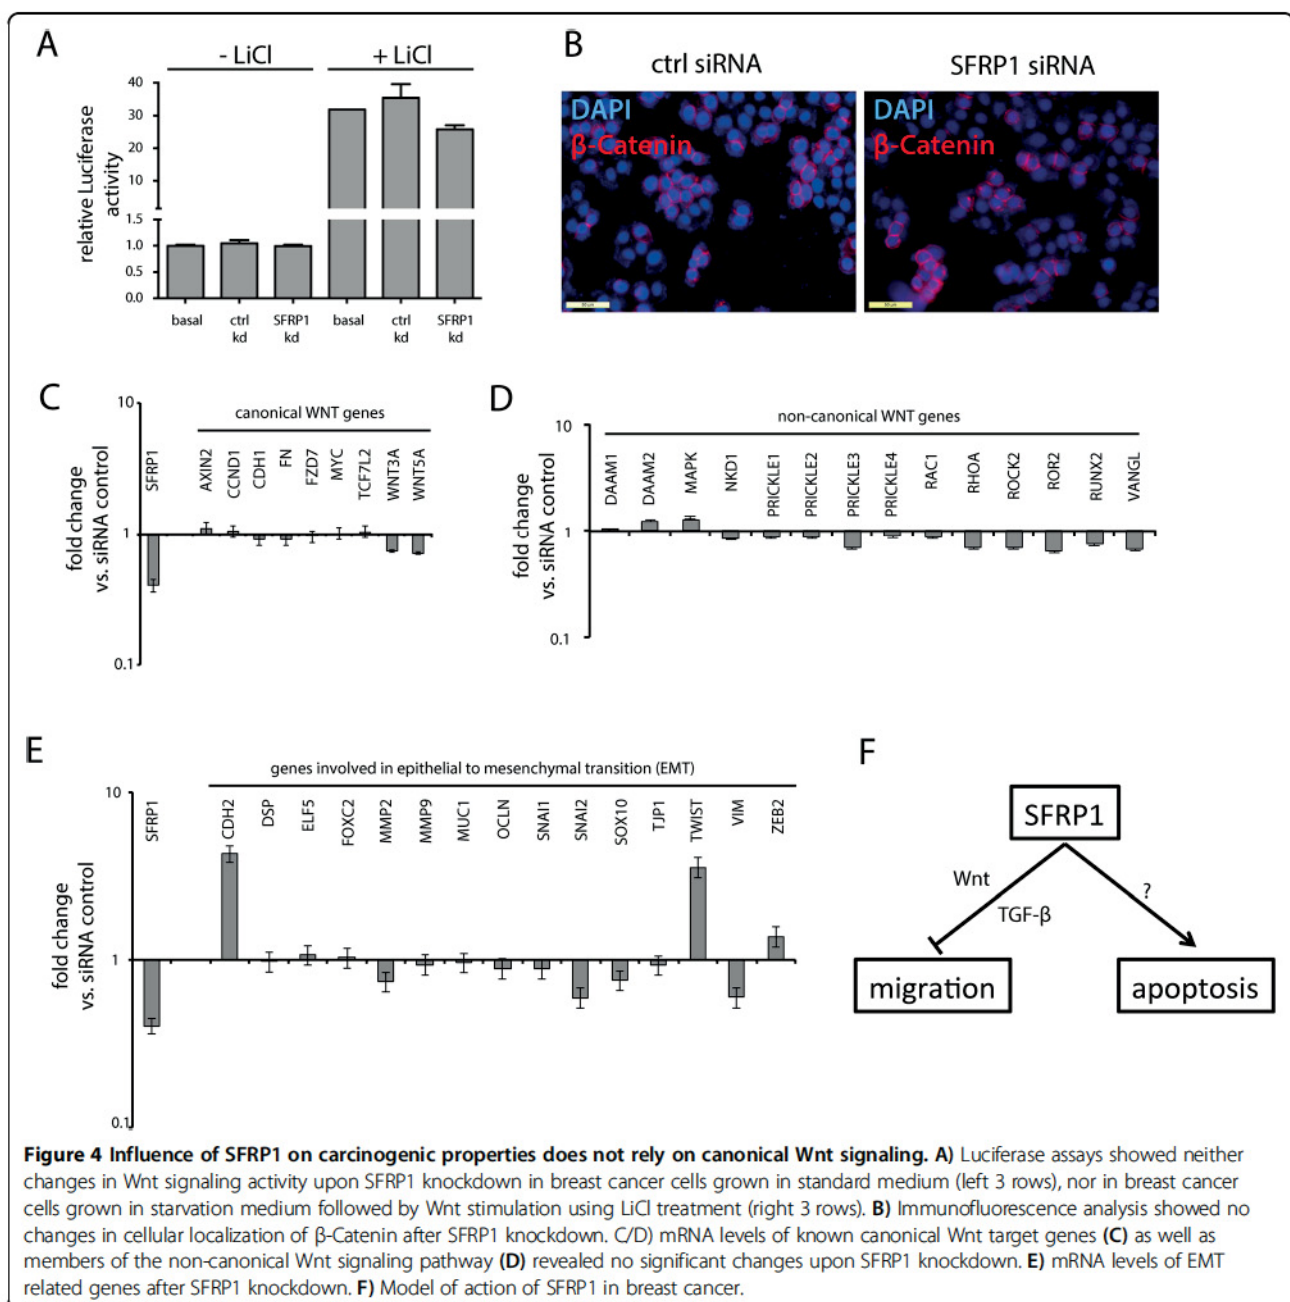 A
- LiCl
+ LiCl
relative Luciferase
activity
40
30
20
10
1.5
1.0
0.5
0.0
basal
ctrl
kd
SFRP1
kd
basal
ctrl
kd
SFRP1
kd
B
ctrl siRNA
SFRP1 siRNA
DAPI
β-Catenin
DAPI
β-Catenin
C
fold change
vs. siRNA control
10
1
0.1
canonical WNT genes
SFRP1
AXIN2
CCND1
CDH1
FN
FZD7
MYC
TCF7L2
WNT3A
WNT5A
D
fold change
vs. siRNA control
10
1
0.1
non-canonical WNT genes
DAAM1
DAAM2
MAPK
NKD1
PRICKLE1
PRICKLE2
PRICKLE3
PRICKLE4
RAC1
RHOA
ROCK2
ROR2
RUNX2
VANGL
E
fold change
vs. siRNA control
10
1
0.1
genes involved in epithelial to mesenchymal transition (EMT)
SFRP1
CDH2
DSP
ELF5
FOXC2
MMP2
MMP9
MUC1
OCLN
SNAI1
SNAI2
SOX10
TJP1
TWIST
VIM
ZEB2
F
SFRP1
Wnt
TGF-β
?
migration
apoptosis
Figure 4 Influence of SFRP1 on carcinogenic properties does not rely on canonical Wnt signaling. A) Luciferase assays showed neither
changes in Wnt signaling activity upon SFRP1 knockdown in breast cancer cells grown in standard medium (left 3 rows), nor in breast cancer
cells grown in starvation medium followed by Wnt stimulation using LiCl treatment (right 3 rows). B) Immunofluorescence analysis showed no
changes in cellular localization of β-Catenin after SFRP1 knockdown. C/D) mRNA levels of known canonical Wnt target genes (C) as well as
members of the non-canonical Wnt signaling pathway (D) revealed no significant changes upon SFRP1 knockdown. E) mRNA levels of EMT
related genes after SFRP1 knockdown. F) Model of action of SFRP1 in breast cancer.